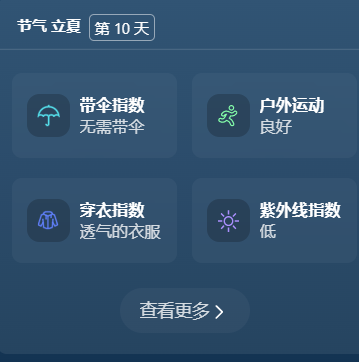 节气 立夏 第 10 天
带伞指数
无需带伞
户外运动
良好
穿衣指数
透气的衣服
紫外线指数
低
查看更多